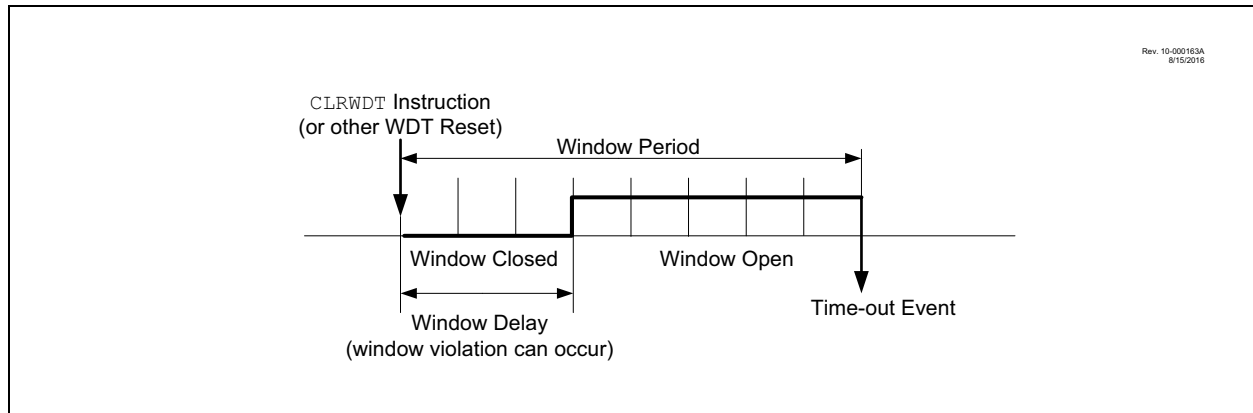 Rev. 10-000163A
8/15/2016
CLRWDT Instruction
(or other WDT Reset)
Window Period
Window Closed
Window Open
Window Delay
(window violation can occur)
Time-out Event